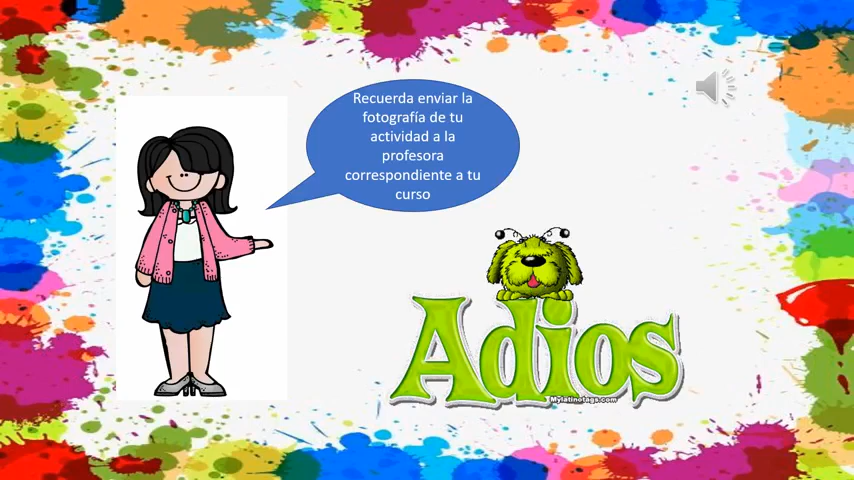 Recuerda enviar la
fotografía de tu
actividad a la
profesora
correspondiente a tu
curso
Adios
Mylatinotags.com